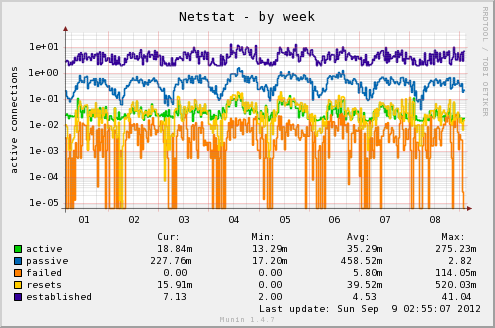 Netstat - by week
RRDTOOL / TOBI OETIKER
active connections
1e+01
1e+00
1e-01
1e-02
1e-03
1e-04
1e-05
01 02 03 04 05 06 07 08
Cur: Min: Avg: Max:
active 18.84m 13.29m 35.29m 275.23m
passive 227.76m 17.20m 458.52m 2.82
failed 0.00 0.00 5.80m 114.05m
resets 15.91m 0.00 39.52m 520.03m
established 7.13 2.00 4.53 41.04
Last update: Sun Sep 9 02:55:07 2012
Munin 1.4.7